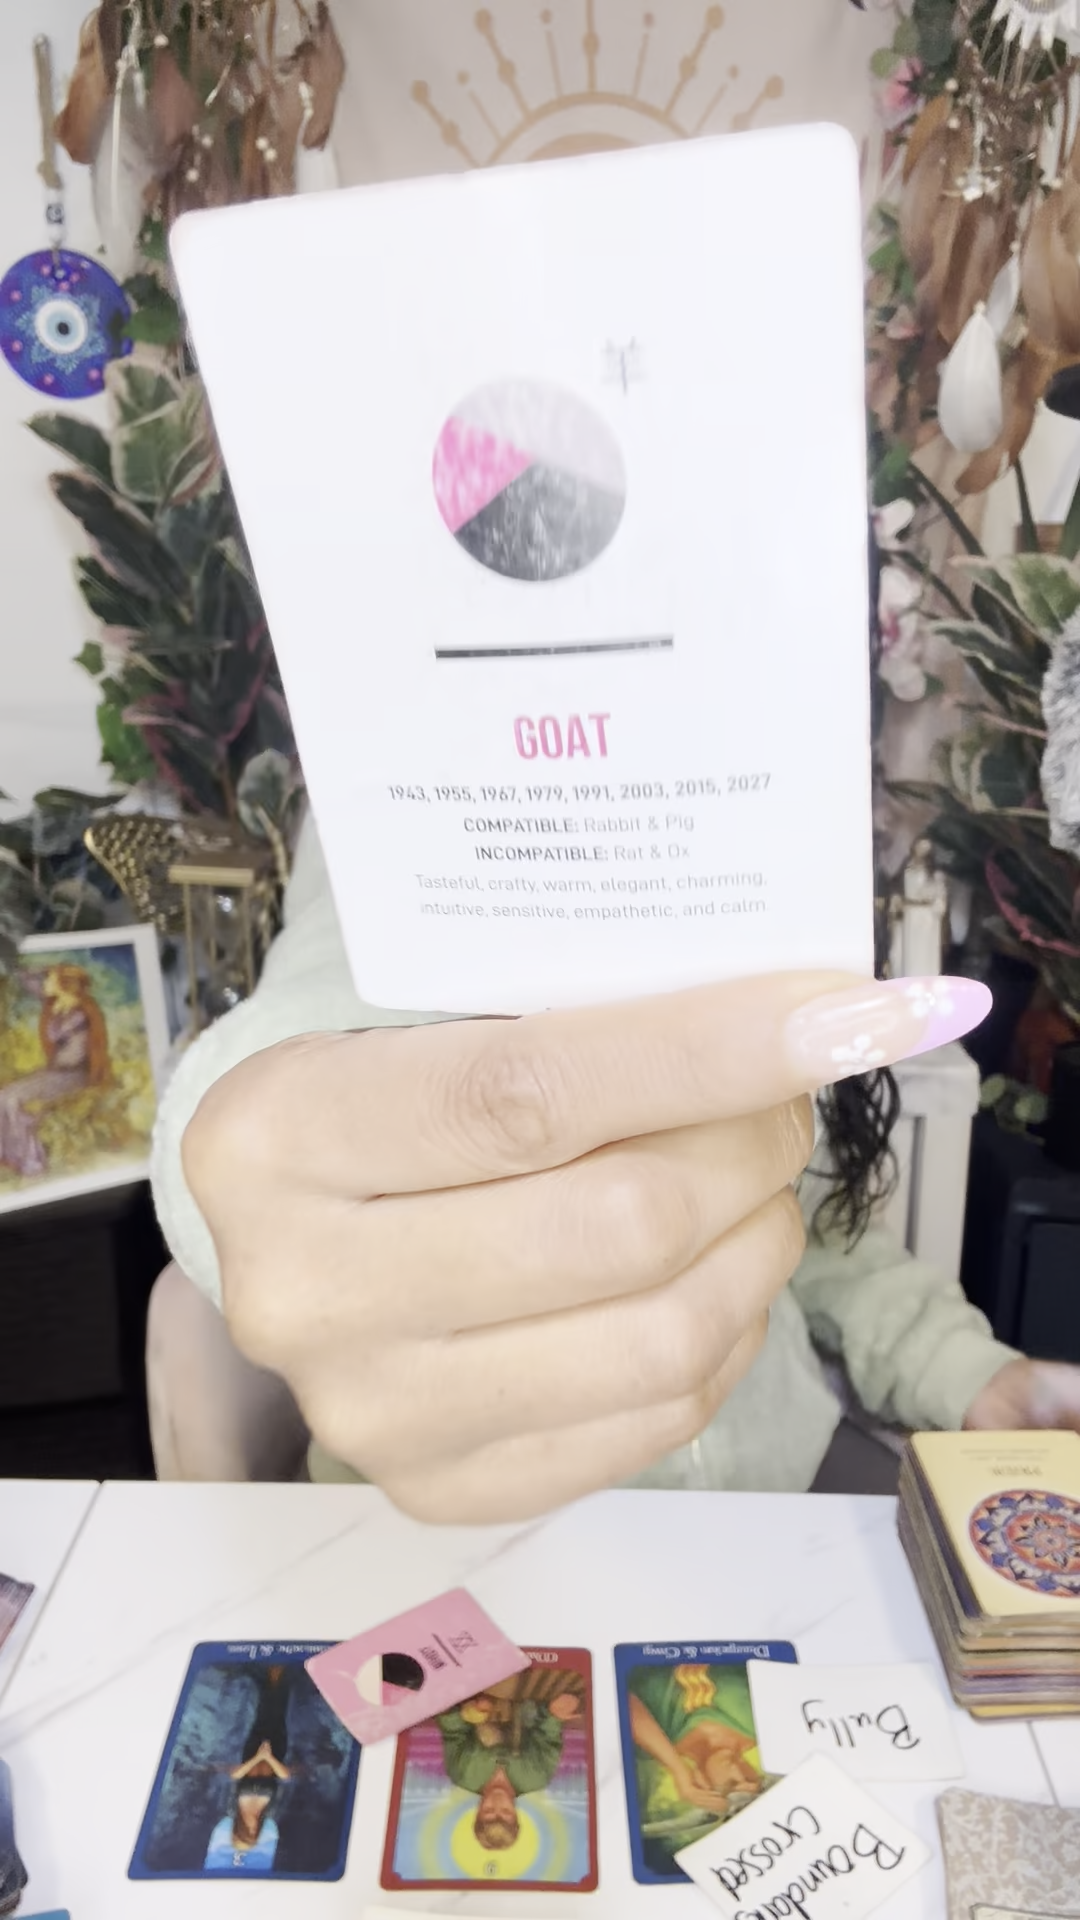 GOAT
1943, 1955, 1967, 1979, 1991, 2003, 2015, 2027
COMPATIBLE: Rabbit & Pig
INCOMPATIBLE: Rat & Ox
Tasteful, crafty, warm, elegant, charming,
intuitive, sensitive, empathetic, and calm.
Bully
Boundary
Crossed